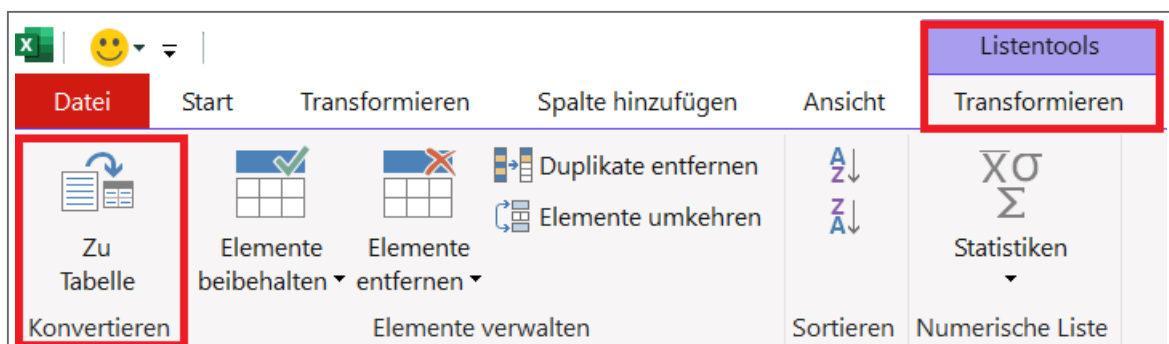 Listentools
Datei Start Transformieren Spalte hinzufügen Ansicht Transformieren
Zu
Tabelle
Konvertieren
Elemente
beibehalten
Elemente
entfernen
Duplikate entfernen
Elemente umkehren
Elemente verwalten
A
Z
Z
A
Sortieren
X̅σ
Σ
Statistiken
Numerische Liste